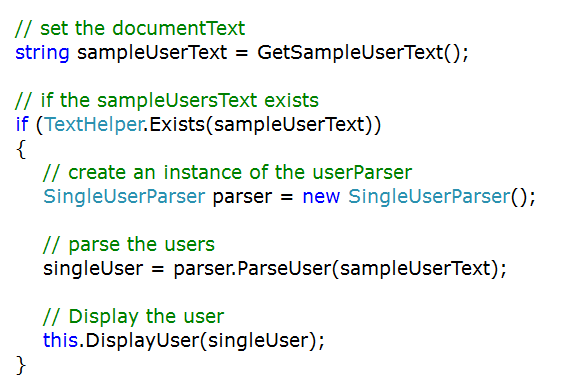 // set the documentText
string sampleUserText = GetSampleUserText();
// if the sampleUsersText exists
if (TextHelper.Exists(sampleUserText))
{
// create an instance of the userParser
SingleUserParser parser = new SingleUserParser();
// parse the users
singleUser = parser.ParseUser(sampleUserText);
// Display the user
this.DisplayUser(singleUser);
}